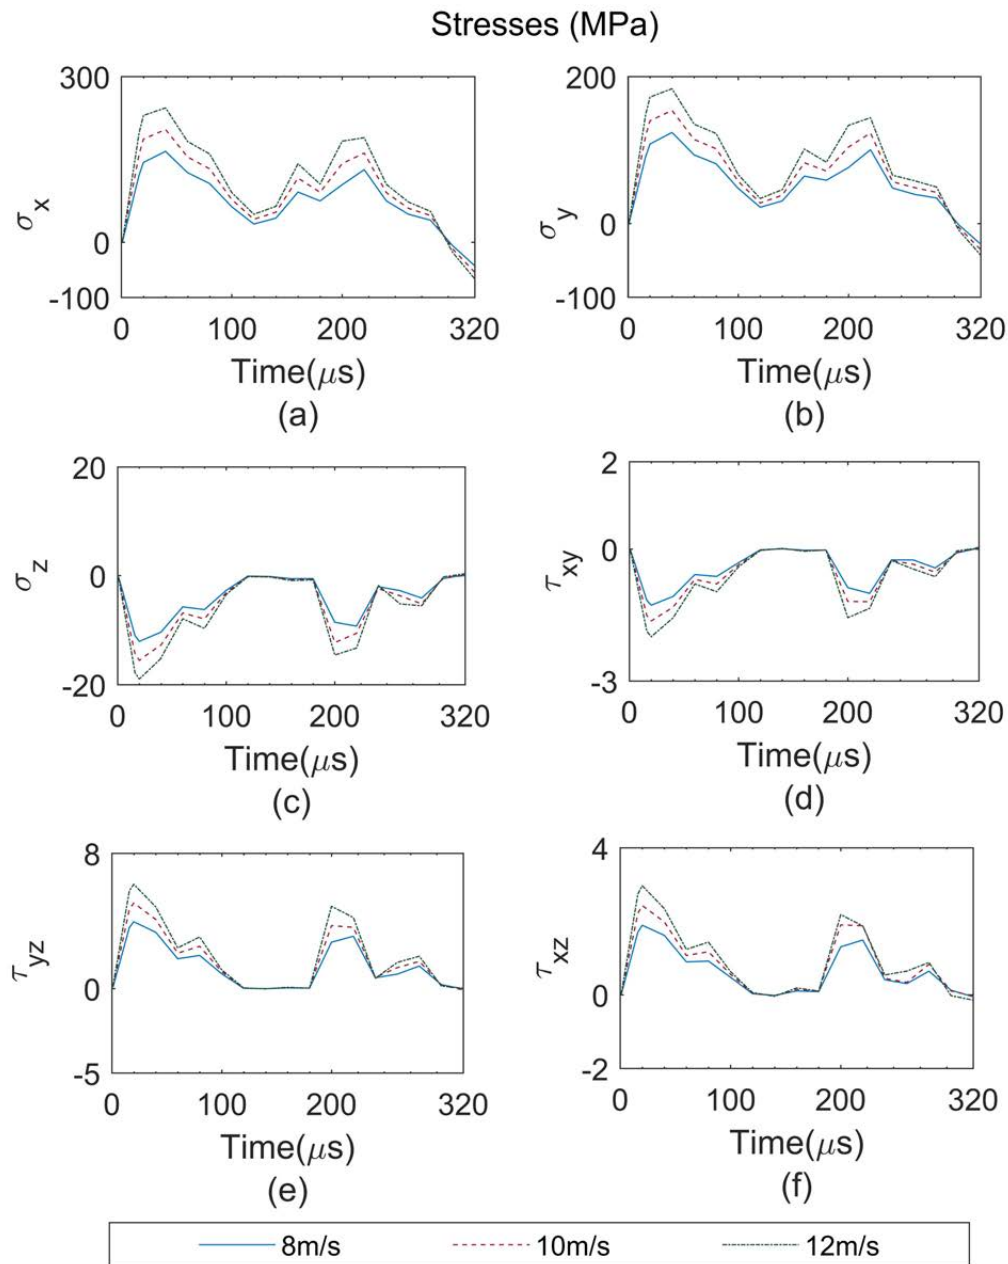 Stresses (MPa)
300
σx
0
-100
0 100 200 320
Time(μs)
(a)
200
σy
0
-100
0 100 200 320
Time(μs)
(b)
20
σz
0
-20
0 100 200 320
Time(μs)
(c)
2
τxy
0
-3
0 100 200 320
Time(μs)
(d)
8
τyz
0
-5
0 100 200 320
Time(μs)
(e)
4
τxz
0
-2
0 100 200 320
Time(μs)
(f)
8m/s 10m/s 12m/s